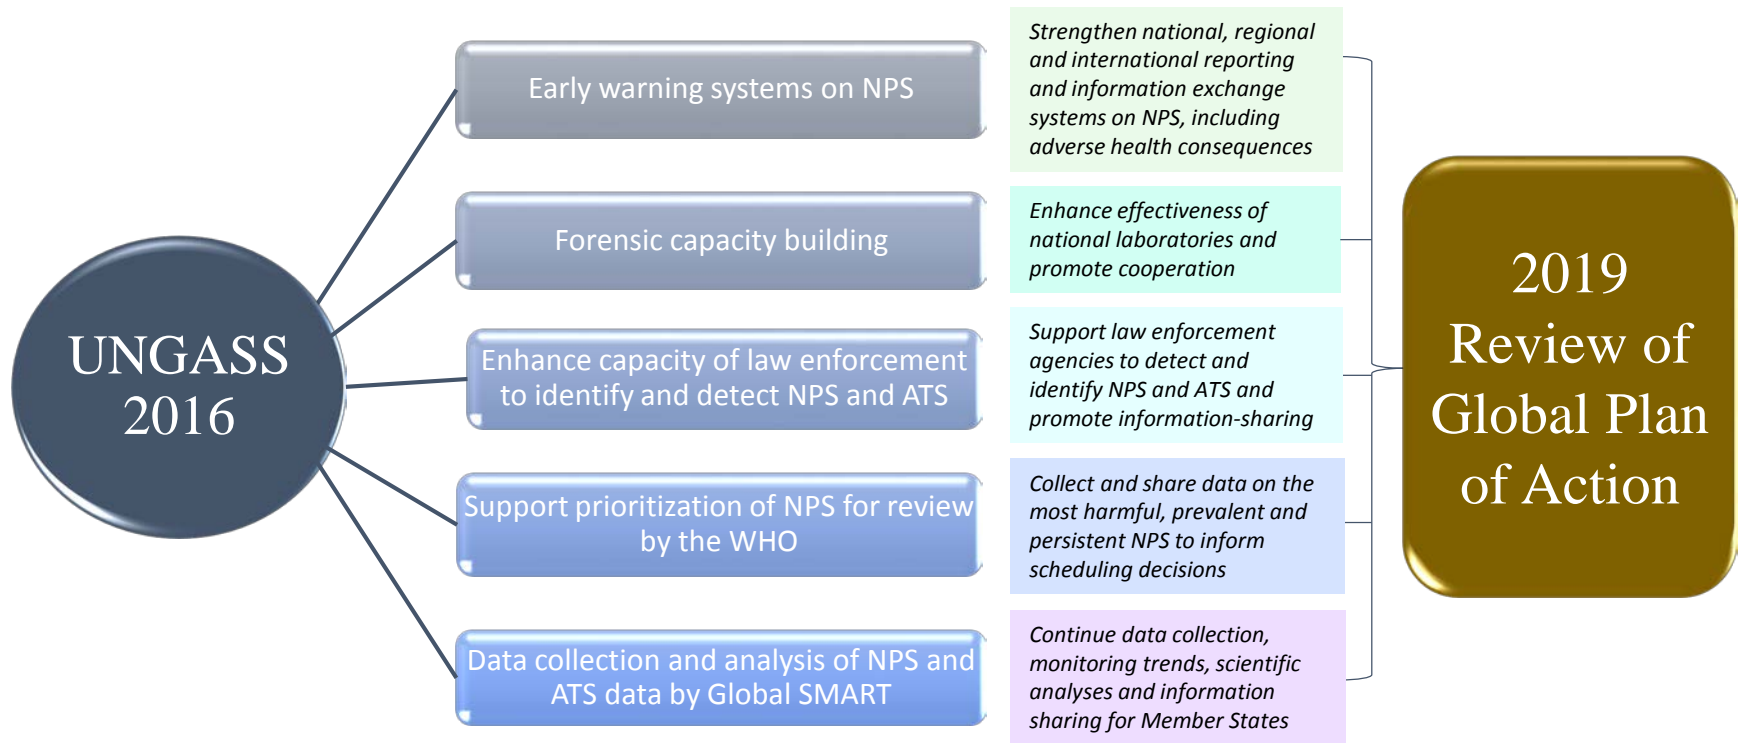 UNGASS
2016
Early warning systems on NPS
Strengthen national, regional
and international reporting
and information exchange
systems on NPS, including
adverse health consequences
Forensic capacity building
Enhance effectiveness of
national laboratories and
promote cooperation
Enhance capacity of law enforcement
to identify and detect NPS and ATS
Support law enforcement
agencies to detect and
identify NPS and ATS and
promote information-sharing
Support prioritization of NPS for review
by the WHO
Collect and share data on the
most harmful, prevalent and
persistent NPS to inform
scheduling decisions
Data collection and analysis of NPS and
ATS data by Global SMART
Continue data collection,
monitoring trends, scientific
analyses and information
sharing for Member States
2019
Review of
Global Plan
of Action